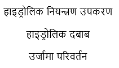 हाइड्रोलिक नियन्त्रण उपकरण
हाइड्रोलिक दबाब
उर्जामा परिवर्तन